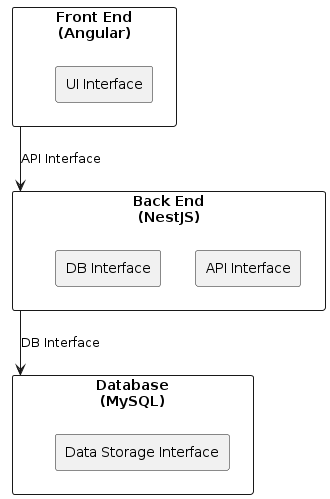 Front End
(Angular)
UI Interface
API Interface
Back End
(NestJS)
DB Interface
API Interface
DB Interface
Database
(MySQL)
Data Storage Interface